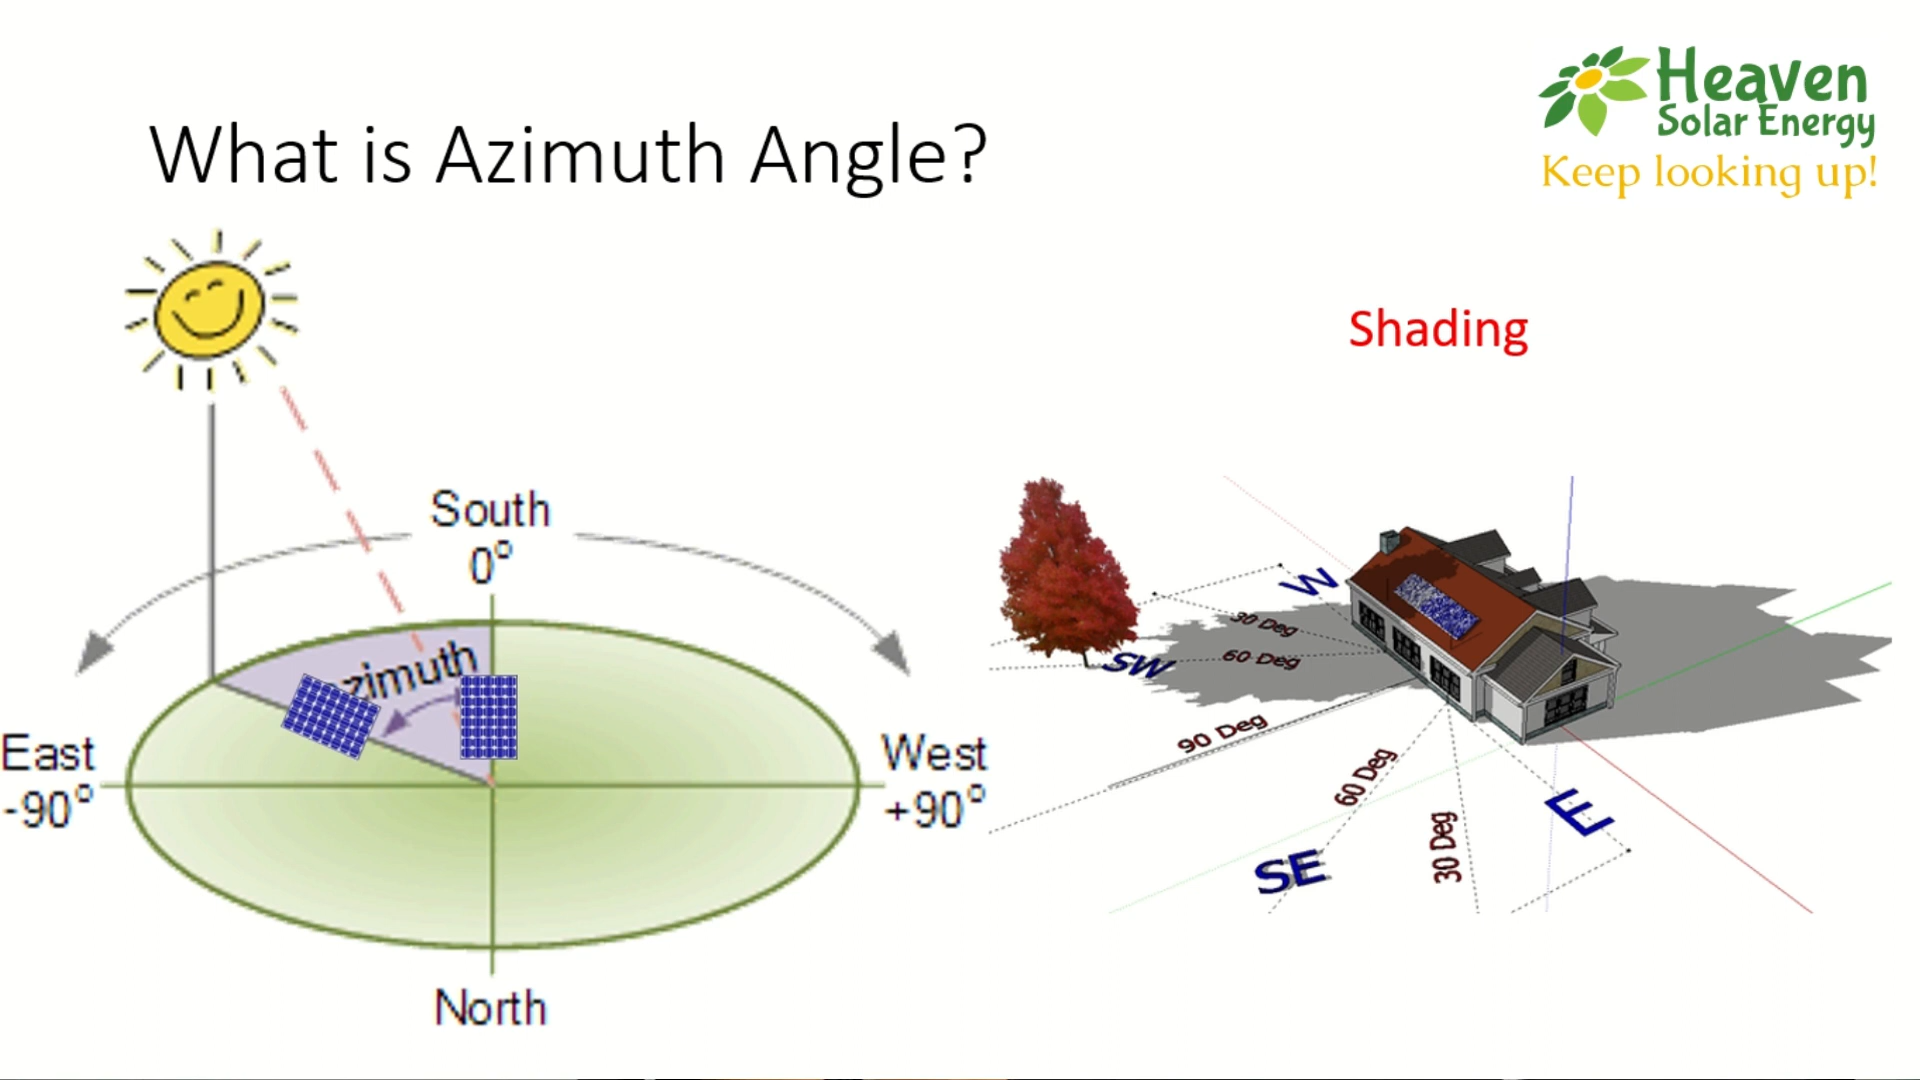 Heaven
Solar Energy
Keep looking up!
What is Azimuth Angle?
Shading
South
0°
zimuth
East
-90°
West
+90°
North
W
30 Deg
SW
60 Deg
90 Deg
60 Deg
30 Deg
E
SE